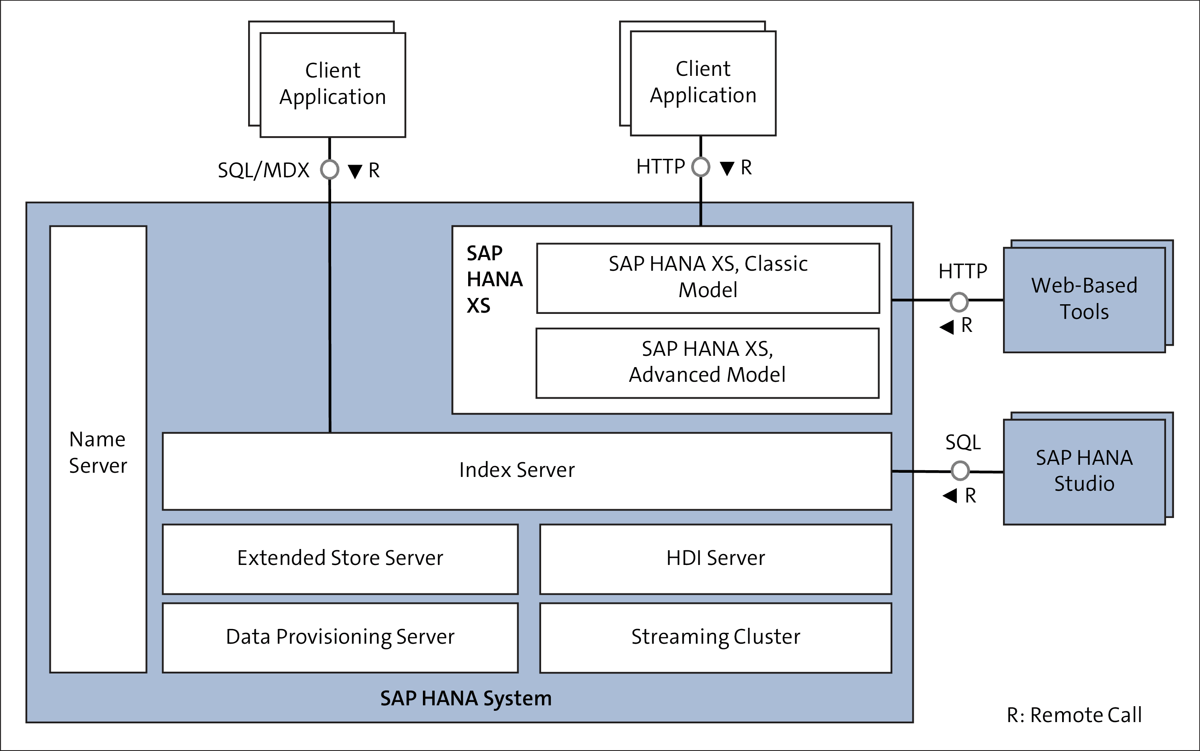 Client
Application
Client
Application
SQL/MDX
R
HTTP
R
SAP
HANA
XS
SAP HANA XS, Classic
Model
SAP HANA XS,
Advanced Model
HTTP
R
Web-Based
Tools
Name
Server
Index Server
SQL
R
SAP HANA
Studio
Extended Store Server
HDI Server
Data Provisioning Server
Streaming Cluster
SAP HANA System
R: Remote Call